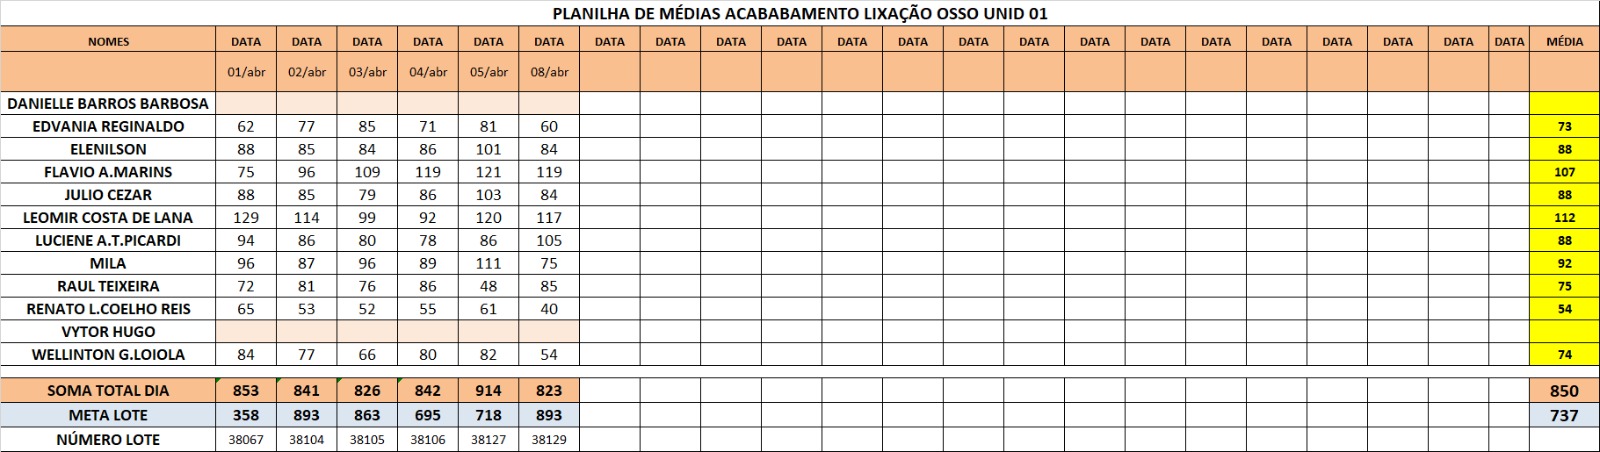 PLANILHA DE MÉDIAS ACABABAMENTO LIXAÇÃO OSSO UNID 01
NOMES DATA DATA DATA DATA DATA DATA DATA DATA DATA DATA DATA DATA DATA DATA DATA DATA DATA DATA DATA DATA DATA DATA MÉDIA
01/abr 02/abr 03/abr 04/abr 05/abr 08/abr
DANIELLE BARROS BARBOSA
EDVANIA REGINALDO 62 77 85 71 81 60 73
ELENILSON 88 85 84 86 101 84 88
FLAVIO A.MARINS 75 96 109 119 121 119 107
JULIO CEZAR 88 85 79 86 103 84 88
LEOMIR COSTA DE LANA 129 114 99 92 120 117 112
LUCIENE A.T.PICARDI 94 86 80 78 86 105 88
MILA 96 87 96 89 111 75 92
RAUL TEIXEIRA 72 81 76 86 48 85 75
RENATO L.COELHO REIS 65 53 52 55 61 40 54
VYTOR HUGO
WELLINTON G.LOIOLA 84 77 66 80 82 54 74
SOMA TOTAL DIA 853 841 826 842 914 823 850
META LOTE 358 893 863 695 718 893 737
NÚMERO LOTE 38067 38104 38105 38106 38127 38129